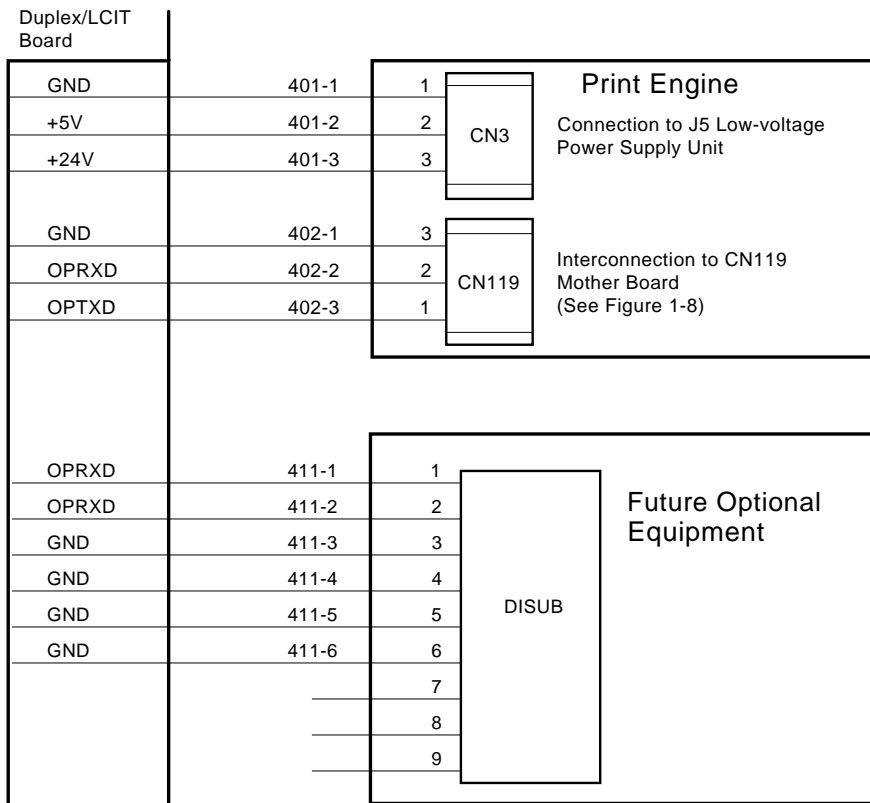 Duplex/LCIT
Board
GND 401-1 1
+5V 401-2 2
+24V 401-3 3
CN3
Print Engine
Connection to J5 Low-voltage
Power Supply Unit
GND 402-1 3
OPRXD 402-2 2
OPTXD 402-3 1
CN119
Interconnection to CN119
Mother Board
(See Figure 1-8)
OPRXD 411-1 1
OPRXD 411-2 2
GND 411-3 3
GND 411-4 4
GND 411-5 5
GND 411-6 6
7
8
9
DISUB
Future Optional
Equipment